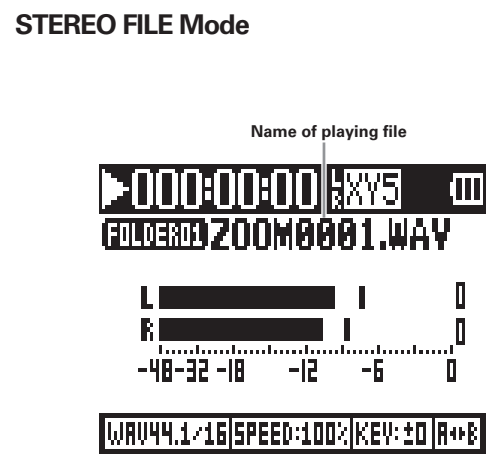 STEREO FILE Mode
Name of playing file
000:00:00 L R XY5
FOLDER01 ZOOM0001.WAV
L 0
R 0
-48-32 -18 -12 -6 0
WAV44.1/16 SPEED:100% KEY:±0 A↔B